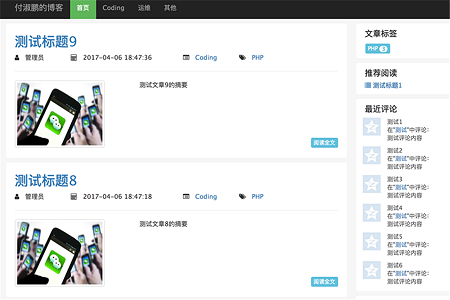 付淑鹏的博客 首页 Coding 运维 其他
测试标题9
管理员 2017-04-06 18:47:36 Coding PHP
测试文章9的摘要
阅读全文
测试标题8
管理员 2017-04-06 18:47:18 Coding PHP
测试文章8的摘要
阅读全文
文章标签
PHP 3
推荐阅读
测试标题1
最近评论
测试1
在"测试"中评论:
测试评论内容
测试2
在"测试"中评论:
测试评论内容
测试3
在"测试"中评论:
测试评论内容
测试4
在"测试"中评论:
测试评论内容
测试5
在"测试"中评论:
测试评论内容
测试6
在"测试"中评论:
测试评论内容